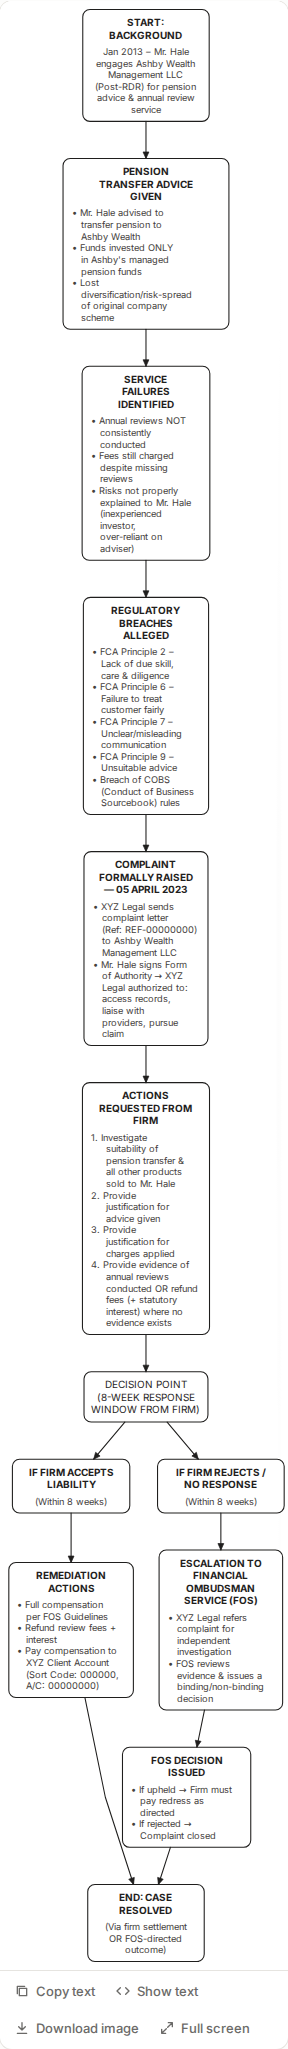 START:
BACKGROUND
Jan 2013 – Mr. Hale
engages Ashby Wealth
Management LLC
(Post-RDR) for pension
advice & annual review
service
PENSION
TRANSFER ADVICE
GIVEN
• Mr. Hale advised to
transfer pension to
Ashby Wealth
• Funds invested ONLY
in Ashby's managed
pension funds
• Lost
diversification/risk-spread
of original company
scheme
SERVICE
FAILURES
IDENTIFIED
• Annual reviews NOT
consistently
conducted
• Fees still charged
despite missing
reviews
• Risks not properly
explained to Mr. Hale
(inexperienced
investor,
over-reliant on
adviser)
REGULATORY
BREACHES
ALLEGED
• FCA Principle 2 –
Lack of due skill,
care & diligence
• FCA Principle 6 –
Failure to treat
customer fairly
• FCA Principle 7 –
Unclear/misleading
communication
• FCA Principle 9 –
Unsuitable advice
• Breach of COBS
(Conduct of Business
Sourcebook) rules
COMPLAINT
FORMALLY RAISED
— 05 APRIL 2023
• XYZ Legal sends
complaint letter
(Ref: REF-00000000)
to Ashby Wealth
Management LLC
• Mr. Hale signs Form
of Authority → XYZ
Legal authorized to:
access records,
liaise with
providers, pursue
claim
ACTIONS
REQUESTED FROM
FIRM
1. Investigate
suitability of
pension transfer &
all other products
sold to Mr. Hale
2. Provide
justification for
advice given
3. Provide
justification for
charges applied
4. Provide evidence of
annual reviews
conducted OR refund
fees (+ statutory
interest) where no
evidence exists
DECISION POINT
(8-WEEK RESPONSE
WINDOW FROM FIRM)
IF FIRM ACCEPTS
LIABILITY
(Within 8 weeks)
IF FIRM REJECTS /
NO RESPONSE
(Within 8 weeks)
REMEDIATION
ACTIONS
• Full compensation
per FOS Guidelines
• Refund review fees +
interest
• Pay compensation to
XYZ Client Account
(Sort Code: 000000,
A/C: 00000000)
ESCALATION TO
FINANCIAL
OMBUDSMAN
SERVICE (FOS)
• XYZ Legal refers
complaint for
independent
investigation
• FOS reviews
evidence & issues a
binding/non-binding
decision
FOS DECISION
ISSUED
• If upheld → Firm must
pay redress as
directed
• If rejected →
Complaint closed
END: CASE
RESOLVED
(Via firm settlement
OR FOS-directed
outcome)
Copy text
Show text
Download image
Full screen